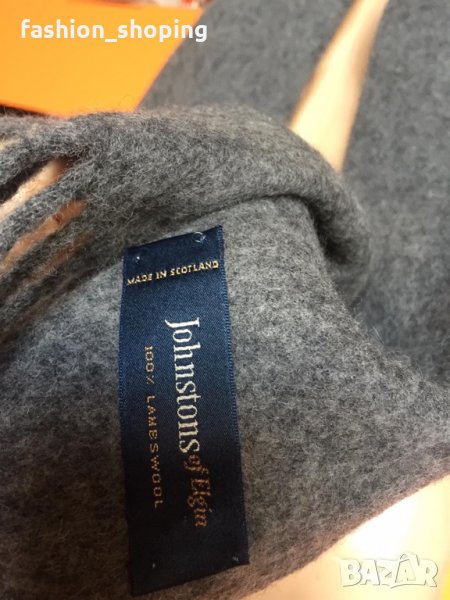 fashion_shoping
MADE IN SCOTLAND
Johnstons of Elgin
100% LAMBSWOOL
BAZAR